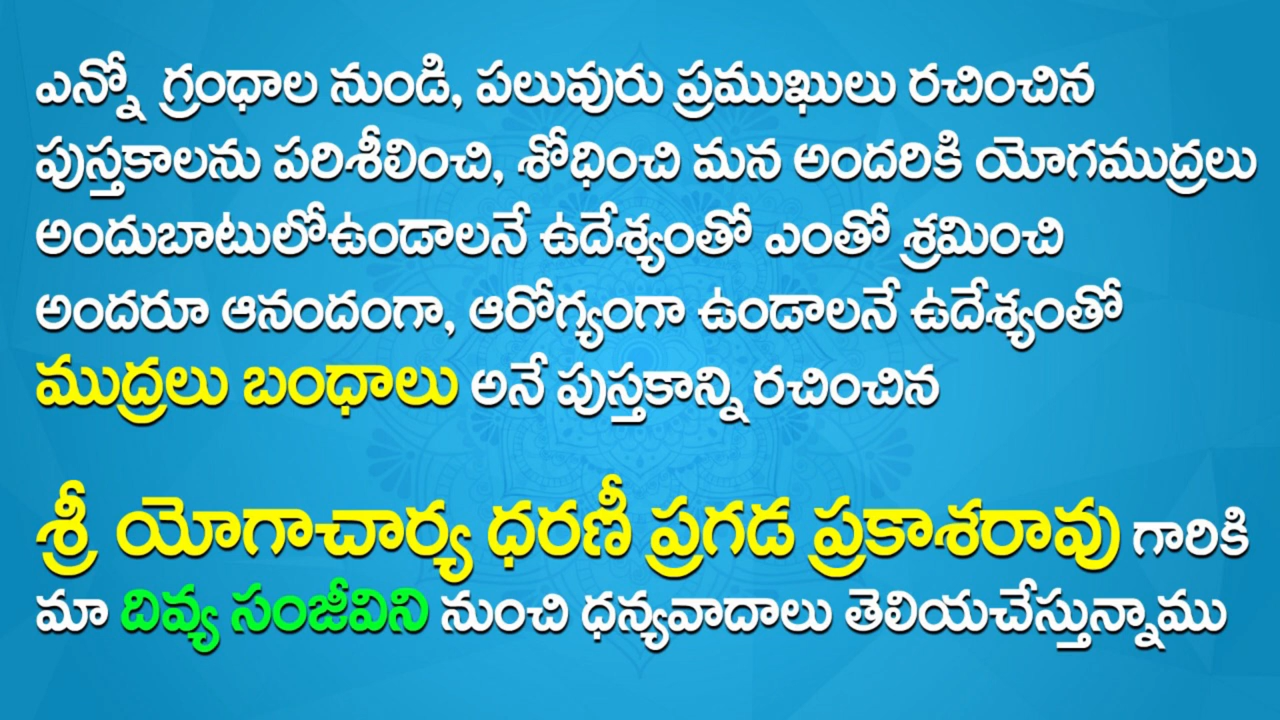 ఎన్నో గ్రంధాల నుండి, పలువురు ప్రముఖులు రచించిన
పుస్తకాలను పరిశీలించి, శోధించి మన అందరికి యోగముద్రలు
అందుబాటులోఉండాలనే ఉదేశ్యంతో ఎంతో శ్రమించి
అందరూ ఆనందంగా, ఆరోగ్యంగా ఉండాలనే ఉదేశ్యంతో
ముద్రలు బంధాలు అనే పుస్తకాన్ని రచించిన
శ్రీ యోగాచార్య ధరణీ ప్రగడ ప్రకాశరావు గారికి
మా దివ్య సంజీవిని నుంచి ధన్యవాదాలు తెలియచేస్తున్నాము